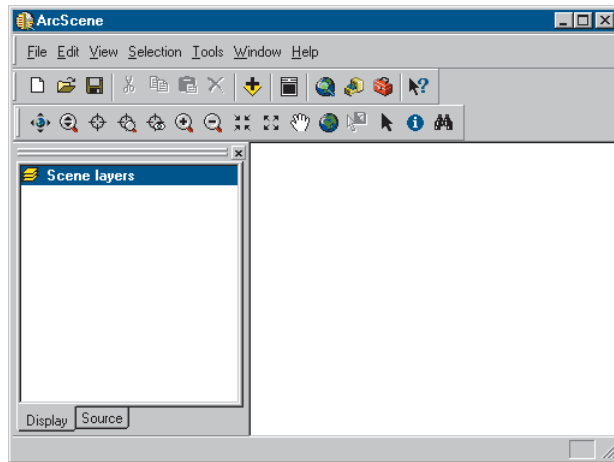 ArcScene
File Edit View Selection Tools Window Help
Scene layers
Display Source